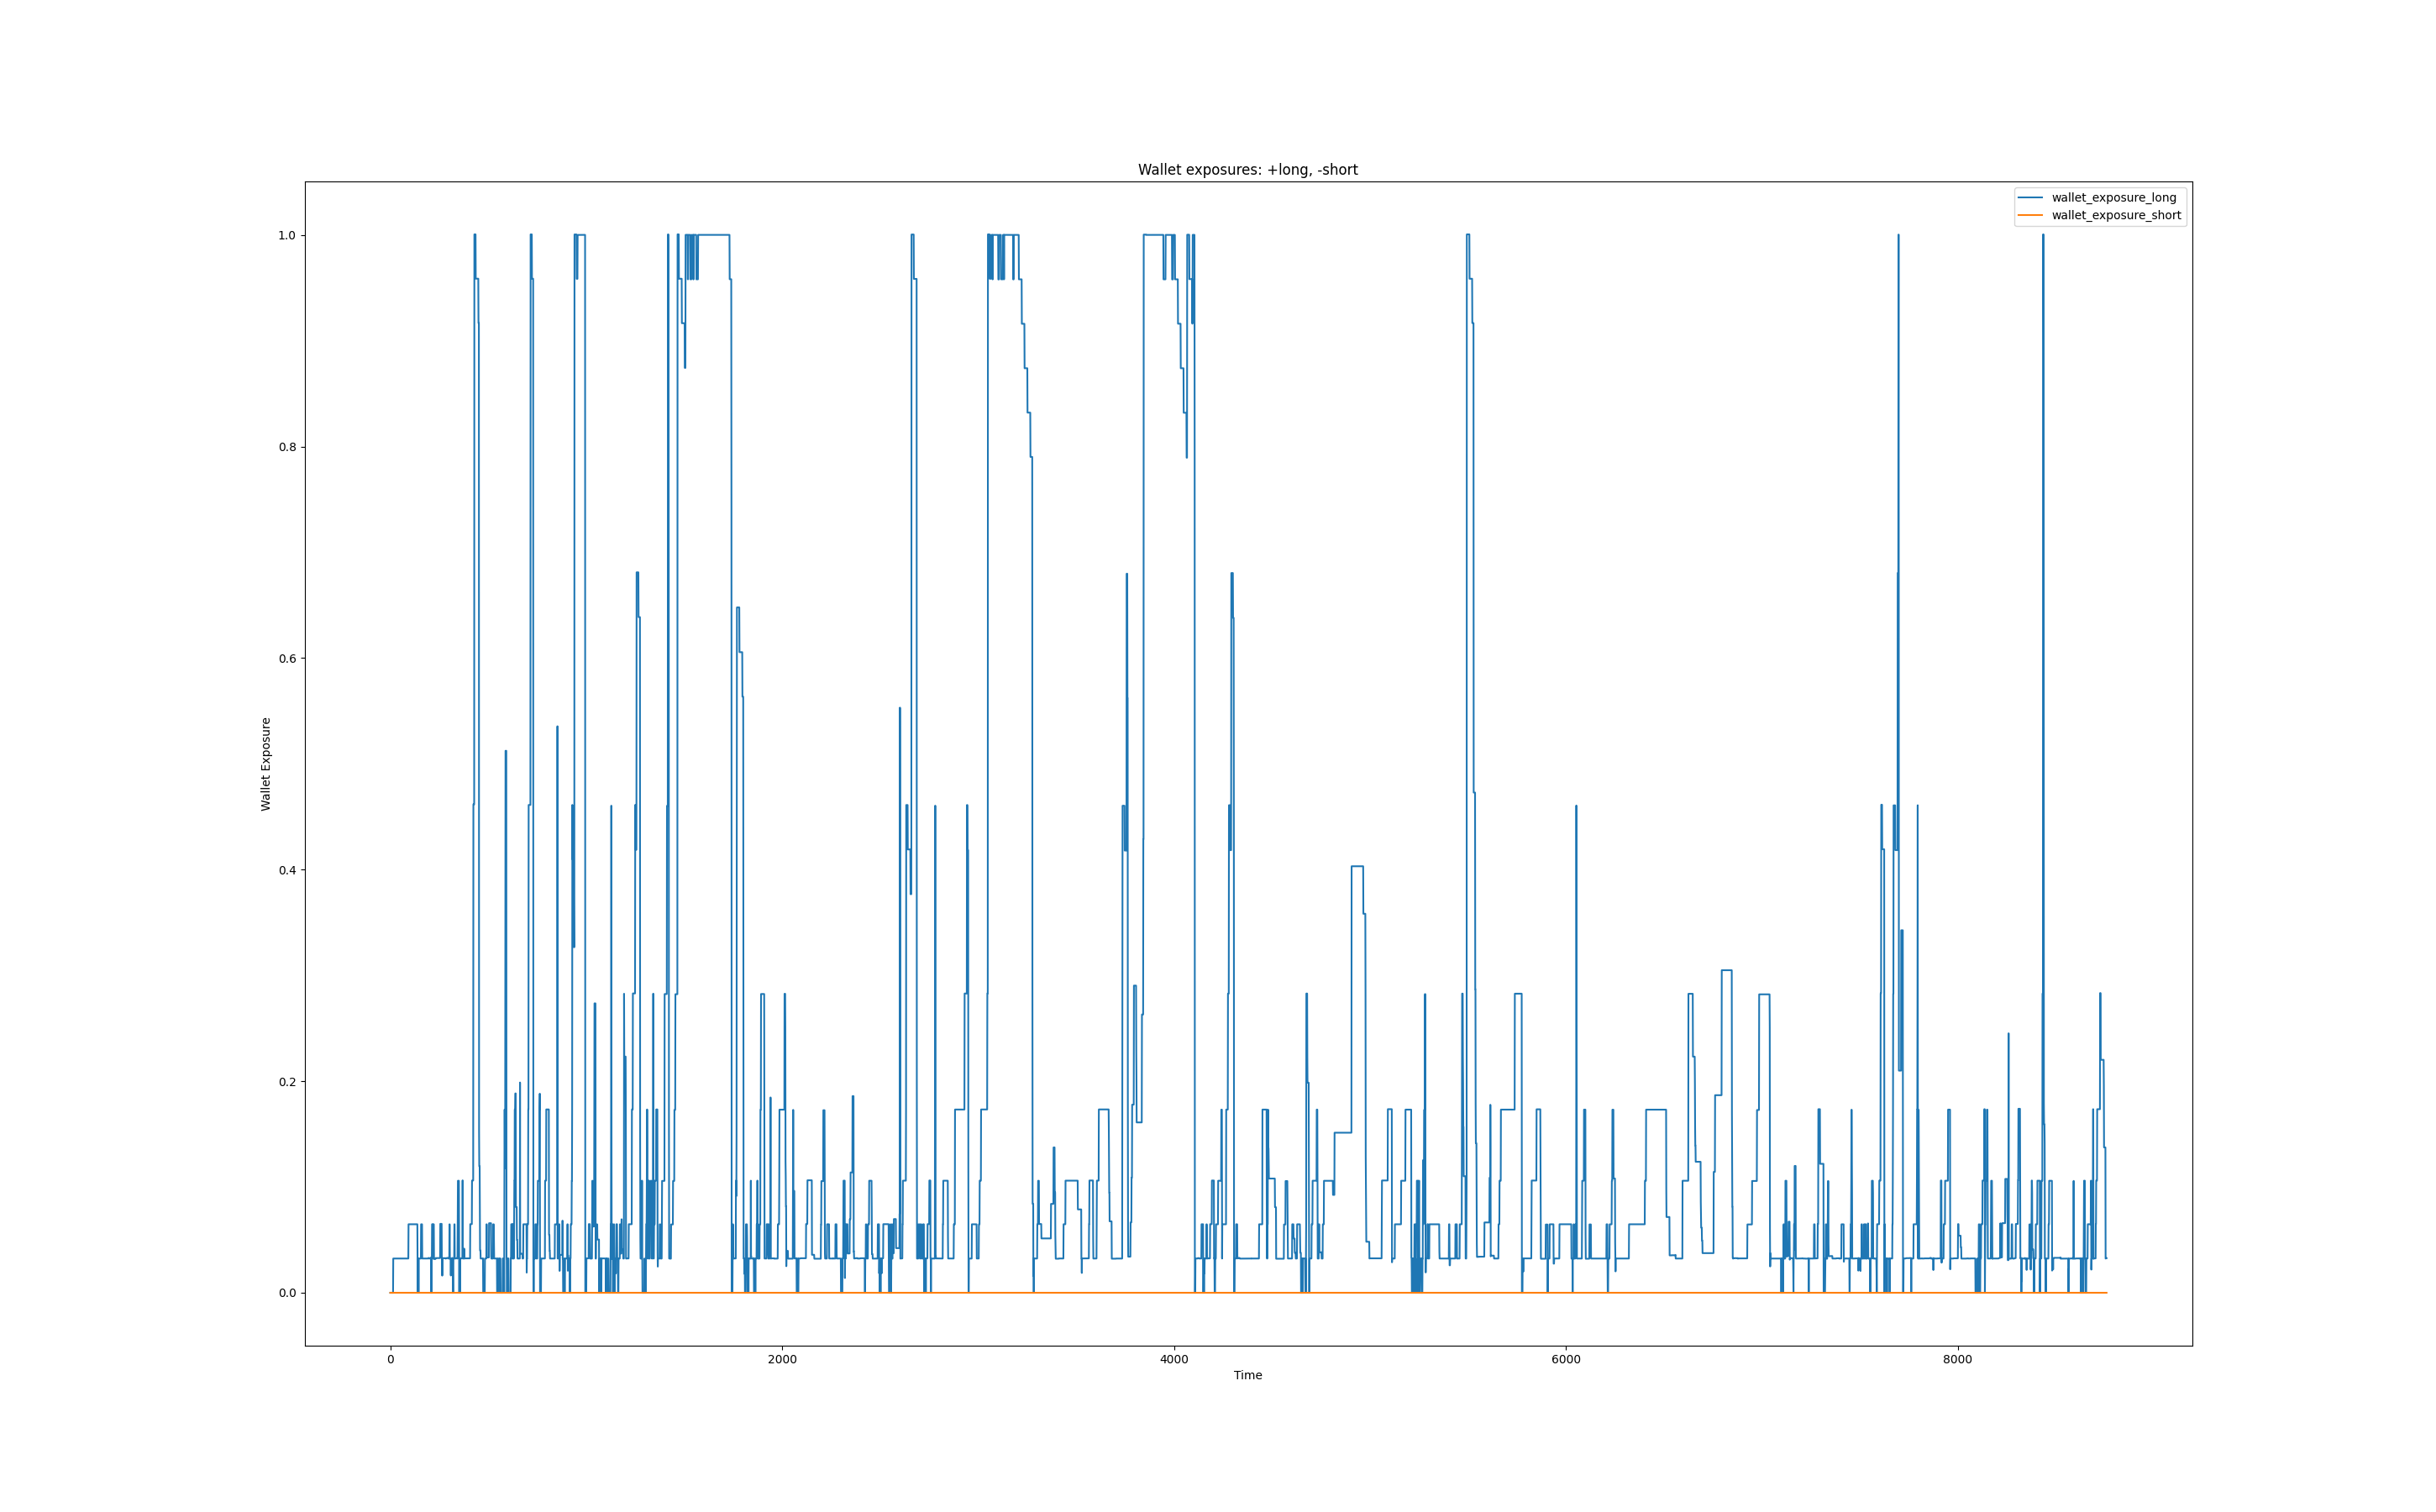 Wallet exposures: +long, -short
wallet_exposure_long
wallet_exposure_short
1.0
0.8
0.6
0.4
0.2
0.0
Wallet Exposure
0 2000 4000 6000 8000
Time